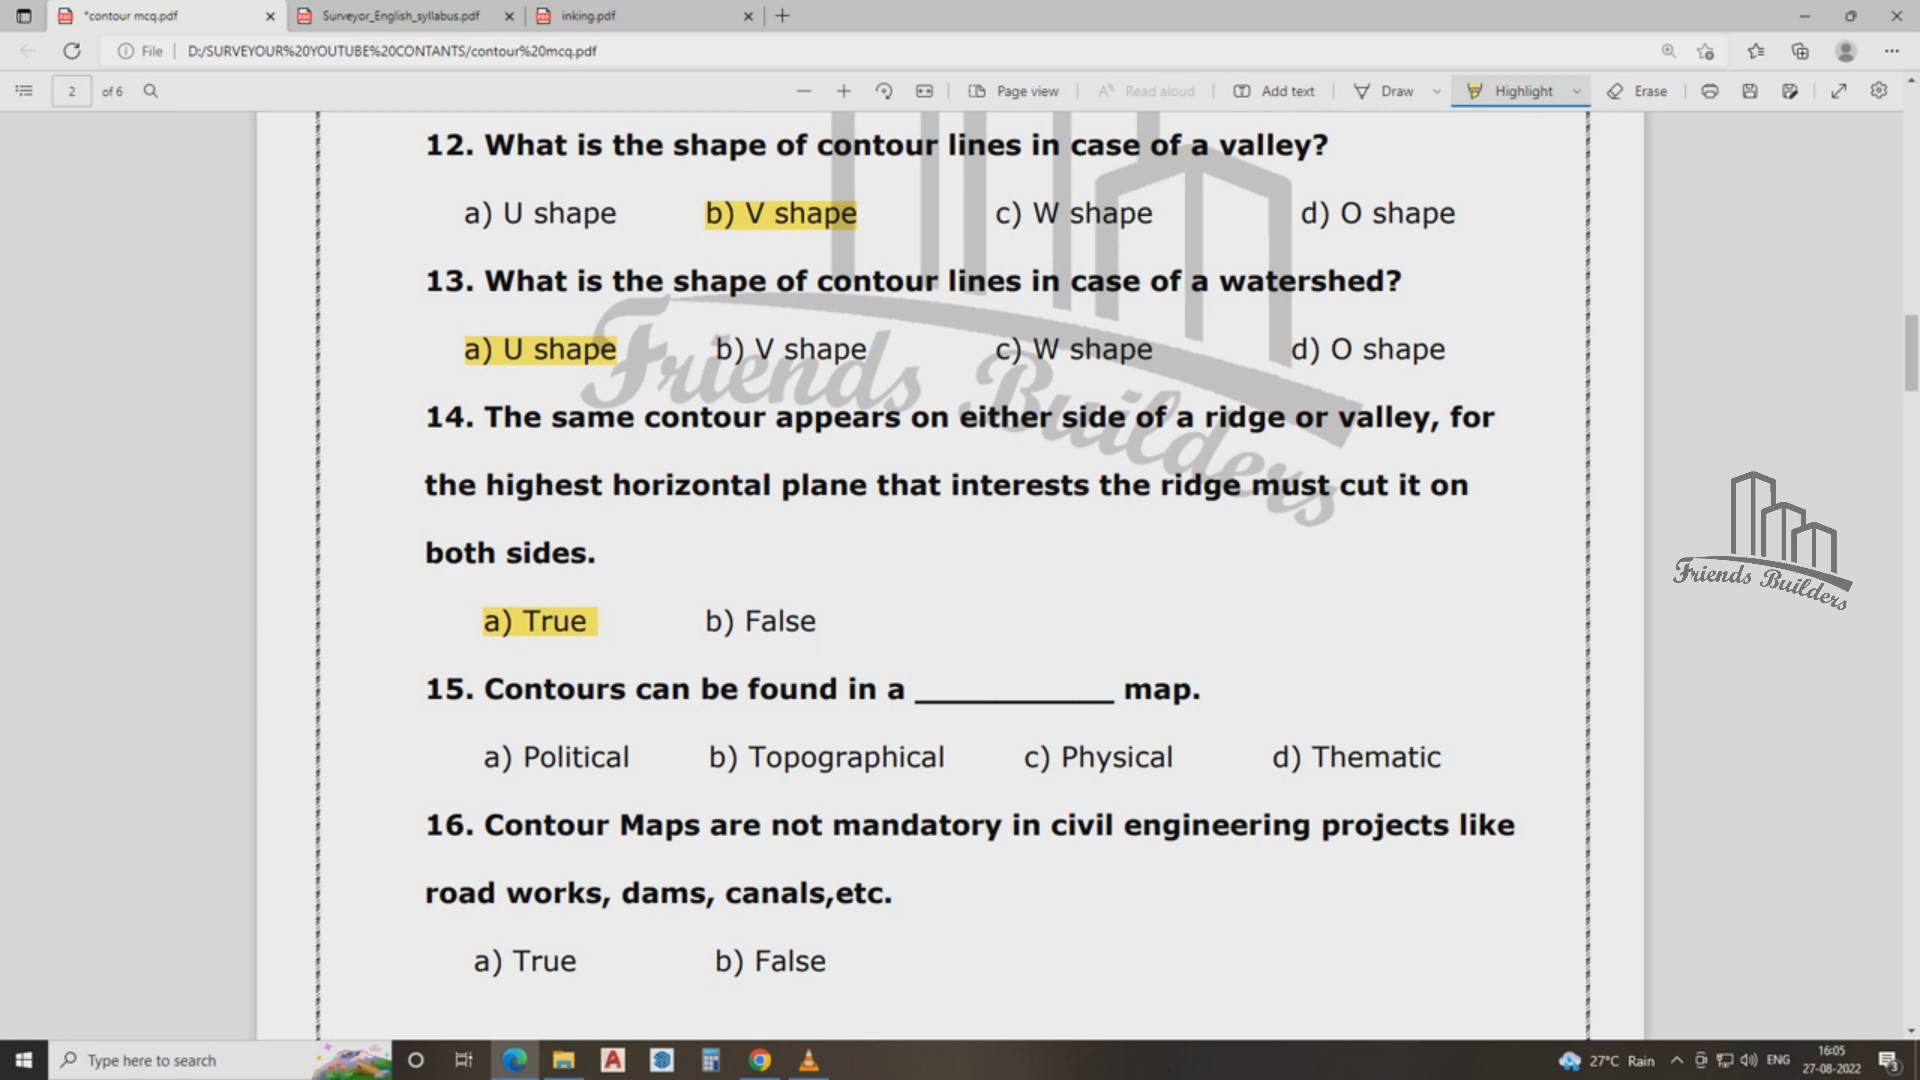 *contour mcq.pdf
Surveyor_English_syllabus.pdf
inking.pdf
File
D:/SURVEYOUR%20YOUTUBE%20CONTANTS/contour%20mcq.pdf
2 of 6
Page view
Read aloud
Add text
Draw
Highlight
Erase
12. What is the shape of contour lines in case of a valley?
a) U shape b) V shape c) W shape d) O shape
13. What is the shape of contour lines in case of a watershed?
a) U shape b) V shape c) W shape d) O shape
Friends Builders
14. The same contour appears on either side of a ridge or valley, for
the highest horizontal plane that interests the ridge must cut it on
both sides.
a) True b) False
Friends Builders
15. Contours can be found in a ____________ map.
a) Political b) Topographical c) Physical d) Thematic
16. Contour Maps are not mandatory in civil engineering projects like
road works, dams, canals,etc.
a) True b) False
Type here to search
27°C Rain
ENG
16:05
27-08-2022
3